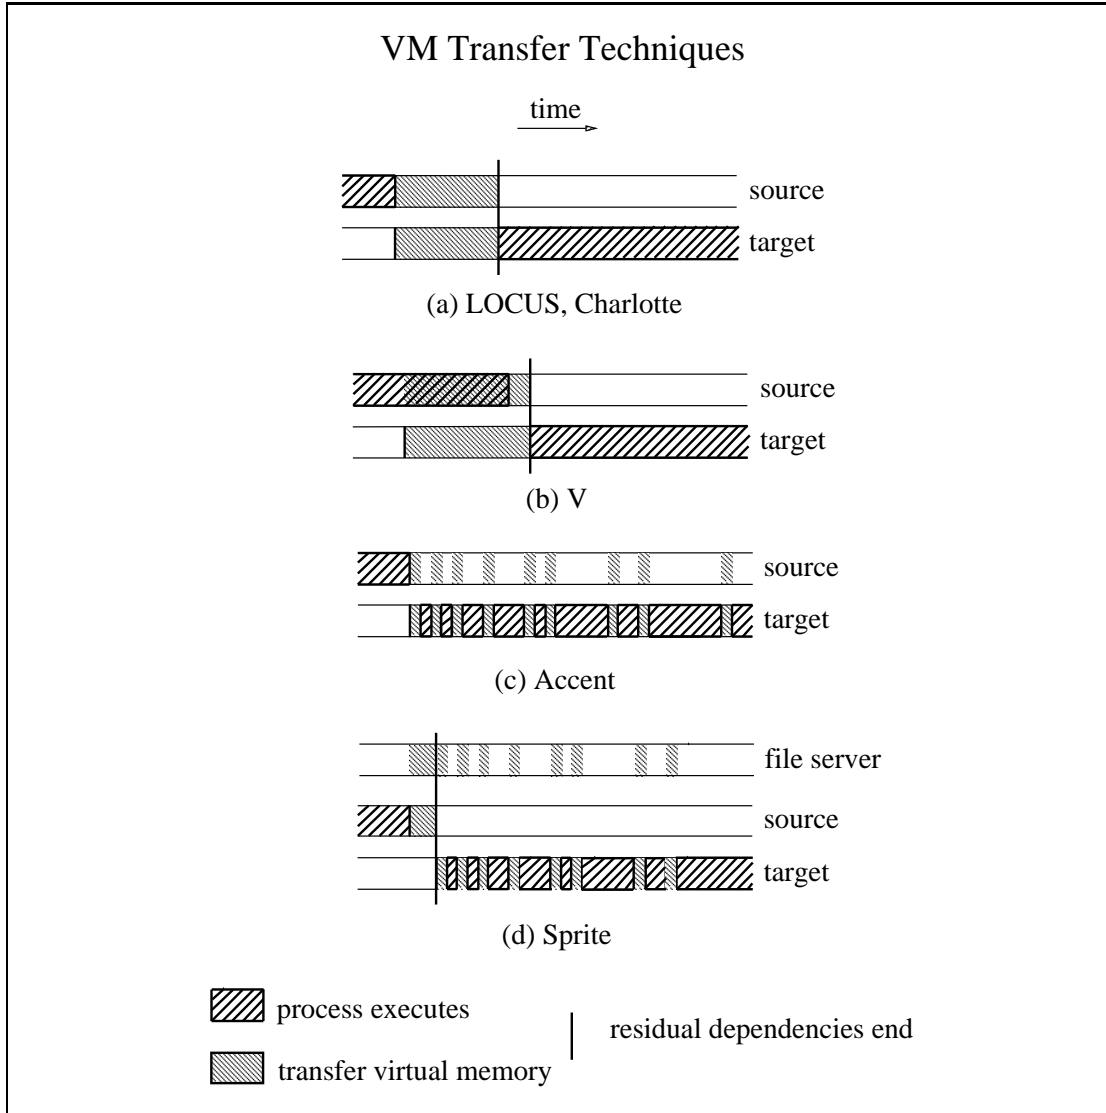 VM Transfer Techniques
time
source
target
(a) LOCUS, Charlotte
source
target
(b) V
source
target
(c) Accent
file server
source
target
(d) Sprite
process executes
residual dependencies end
transfer virtual memory